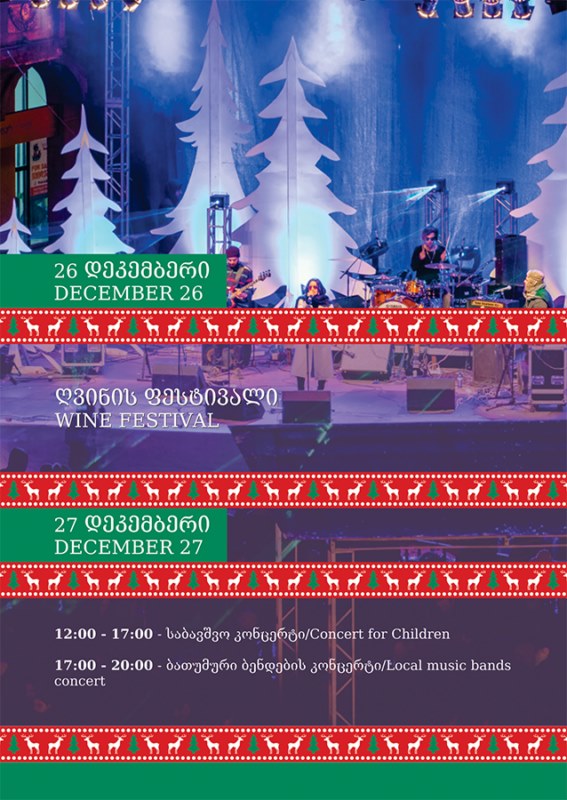 26 დეკემბერი
DECEMBER 26
ღვინის ფესტივალი
WINE FESTIVAL
27 დეკემბერი
DECEMBER 27
12:00 - 17:00 - საბავშვო კონცერტი/Concert for Children
17:00 - 20:00 - ბათუმური ბენდების კონცერტი/Local music bands
concert